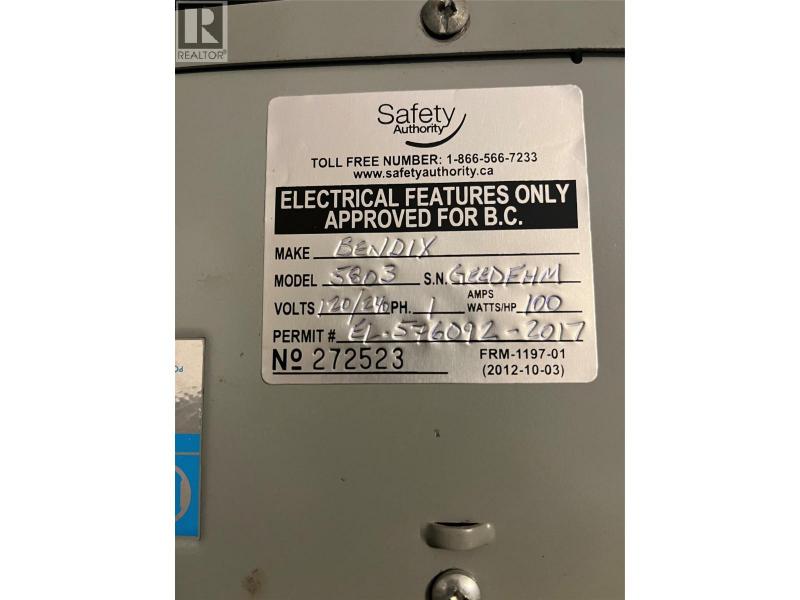 REALTOR®
Safety
Authority
TOLL FREE NUMBER: 1-866-566-7233
www.safetyauthority.ca
ELECTRICAL FEATURES ONLY
APPROVED FOR B.C.
MAKE BENDIX
MODEL 5803 S.N. GEEDFHM
VOLTS 120/240 PH. 1 AMPS WATTS/HP 100
PERMIT # EL-576092-2017
Nº 272523 FRM-1197-01
(2012-10-03)